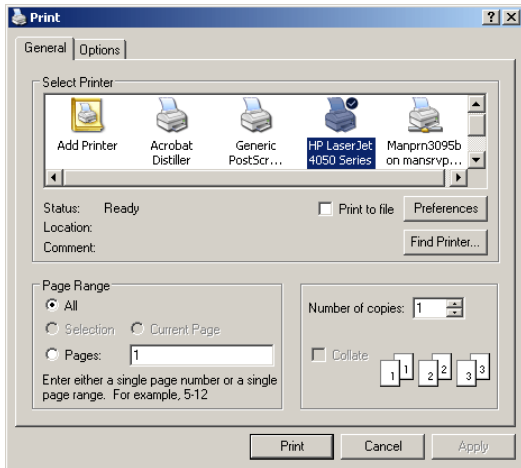 Print
General Options
Select Printer
Add Printer
Acrobat
Distiller
Generic
PostScr...
HP LaserJet
4050 Series
Manprn3095b
on mansrvp...
Status: Ready
Print to file Preferences
Location:
Comment:
Find Printer...
Page Range
All
Selection Current Page
Pages: 1
Enter either a single page number or a single
page range. For example, 5-12
Number of copies: 1
Collate
1 1 2 2 3 3
Print Cancel Apply